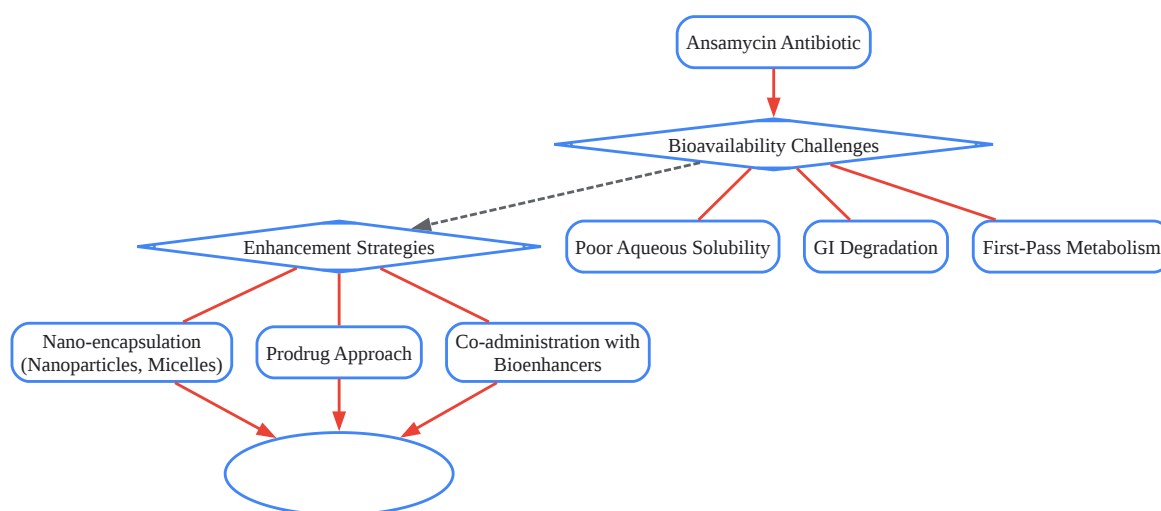 Ansamycin Antibiotic
Bioavailability Challenges
Enhancement Strategies
Poor Aqueous Solubility
GI Degradation
First-Pass Metabolism
Nano-encapsulation
(Nanoparticles, Micelles)
Prodrug Approach
Co-administration with
Bioenhancers